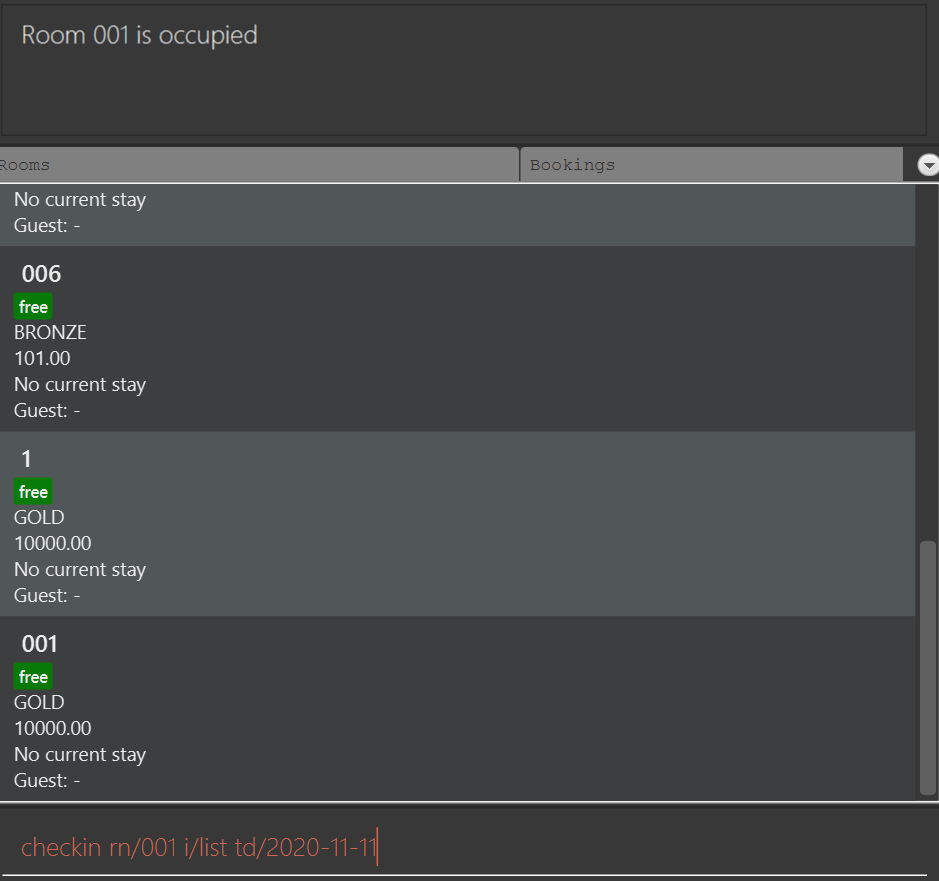 Room 001 is occupied
Rooms
Bookings
No current stay
Guest: -
006
free
BRONZE
101.00
No current stay
Guest: -
1
free
GOLD
10000.00
No current stay
Guest: -
001
free
GOLD
10000.00
No current stay
Guest: -
checkin rn/001 i/list td/2020-11-11